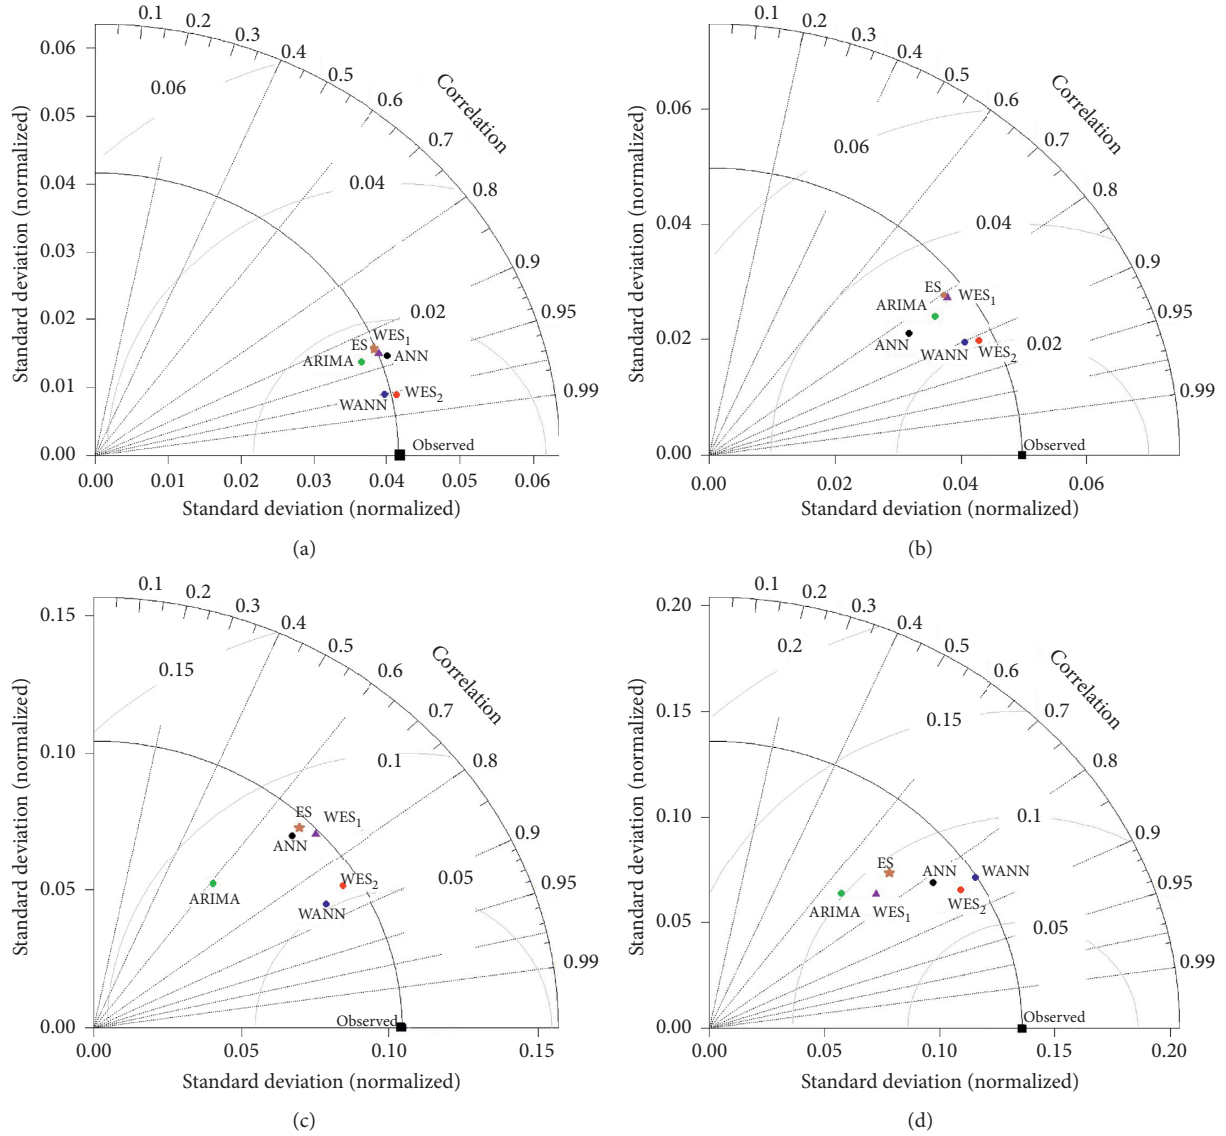 0.1
0.2
0.3
0.4
0.5
0.6
0.7
0.8
0.9
0.95
0.99
Correlation
Standard deviation (normalized)
0.06
0.05
0.04
0.03
0.02
0.01
0.00
0.06
0.04
0.02
WES1
ES
ANN
ARIMA
WES2
WANN
Observed
0.00 0.01 0.02 0.03 0.04 0.05 0.06
Standard deviation (normalized)
(a)
0.1
0.2
0.3
0.4
0.5
0.6
0.7
0.8
0.9
0.95
0.99
Correlation
Standard deviation (normalized)
0.06
0.04
0.02
0.00
0.06
0.04
0.02
ES
WES1
ARIMA
ANN
WANN
WES2
Observed
0.00 0.02 0.04 0.06
Standard deviation (normalized)
(b)
0.1
0.2
0.3
0.4
0.5
0.6
0.7
0.8
0.9
0.95
0.99
Correlation
Standard deviation (normalized)
0.15
0.10
0.05
0.00
0.15
0.1
0.05
ES
WES1
ANN
WES2
ARIMA
WANN
Observed
0.00 0.05 0.10 0.15
Standard deviation (normalized)
(c)
0.1
0.2
0.3
0.4
0.5
0.6
0.7
0.8
0.9
0.95
0.99
Correlation
Standard deviation (normalized)
0.20
0.15
0.10
0.05
0.00
0.2
0.15
0.1
0.05
ES
ANN
WANN
ARIMA
WES1
WES2
Observed
0.00 0.05 0.10 0.15 0.20
Standard deviation (normalized)
(d)